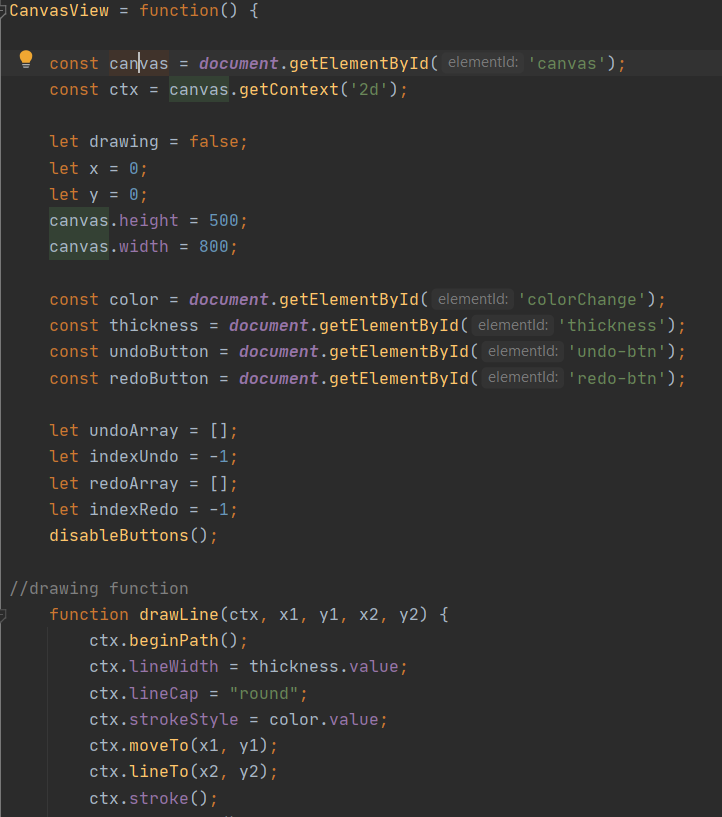 CanvasView = function() {
const canvas = document.getElementById( elementId: 'canvas');
const ctx = canvas.getContext('2d');
let drawing = false;
let x = 0;
let y = 0;
canvas.height = 500;
canvas.width = 800;
const color = document.getElementById( elementId: 'colorChange');
const thickness = document.getElementById( elementId: 'thickness');
const undoButton = document.getElementById( elementId: 'undo-btn');
const redoButton = document.getElementById( elementId: 'redo-btn');
let undoArray = [];
let indexUndo = -1;
let redoArray = [];
let indexRedo = -1;
disableButtons();
//drawing function
function drawLine(ctx, x1, y1, x2, y2) {
ctx.beginPath();
ctx.lineWidth = thickness.value;
ctx.lineCap = "round";
ctx.strokeStyle = color.value;
ctx.moveTo(x1, y1);
ctx.lineTo(x2, y2);
ctx.stroke();